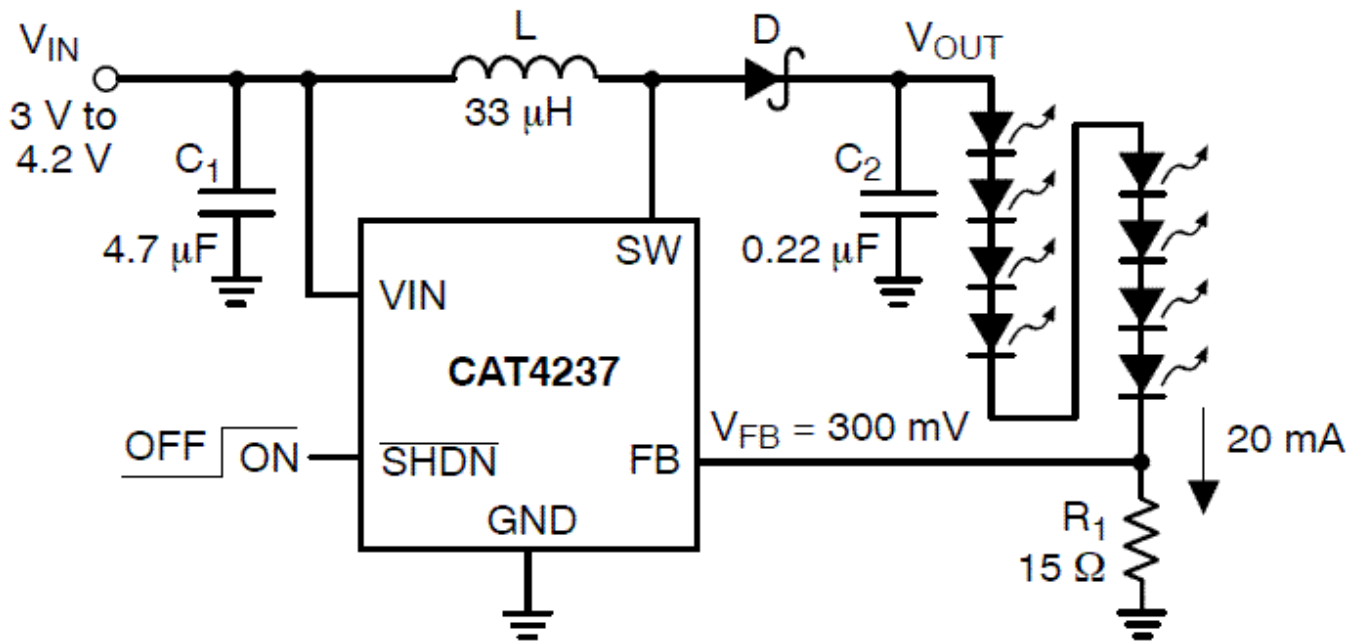 VIN
3 V to
4.2 V
L
33 μH
D
VOUT
C1
4.7 μF
C2
0.22 μF
SW
VIN
CAT4237
OFF ON
SHDN
FB
GND
VFB = 300 mV
20 mA
R1
15 Ω